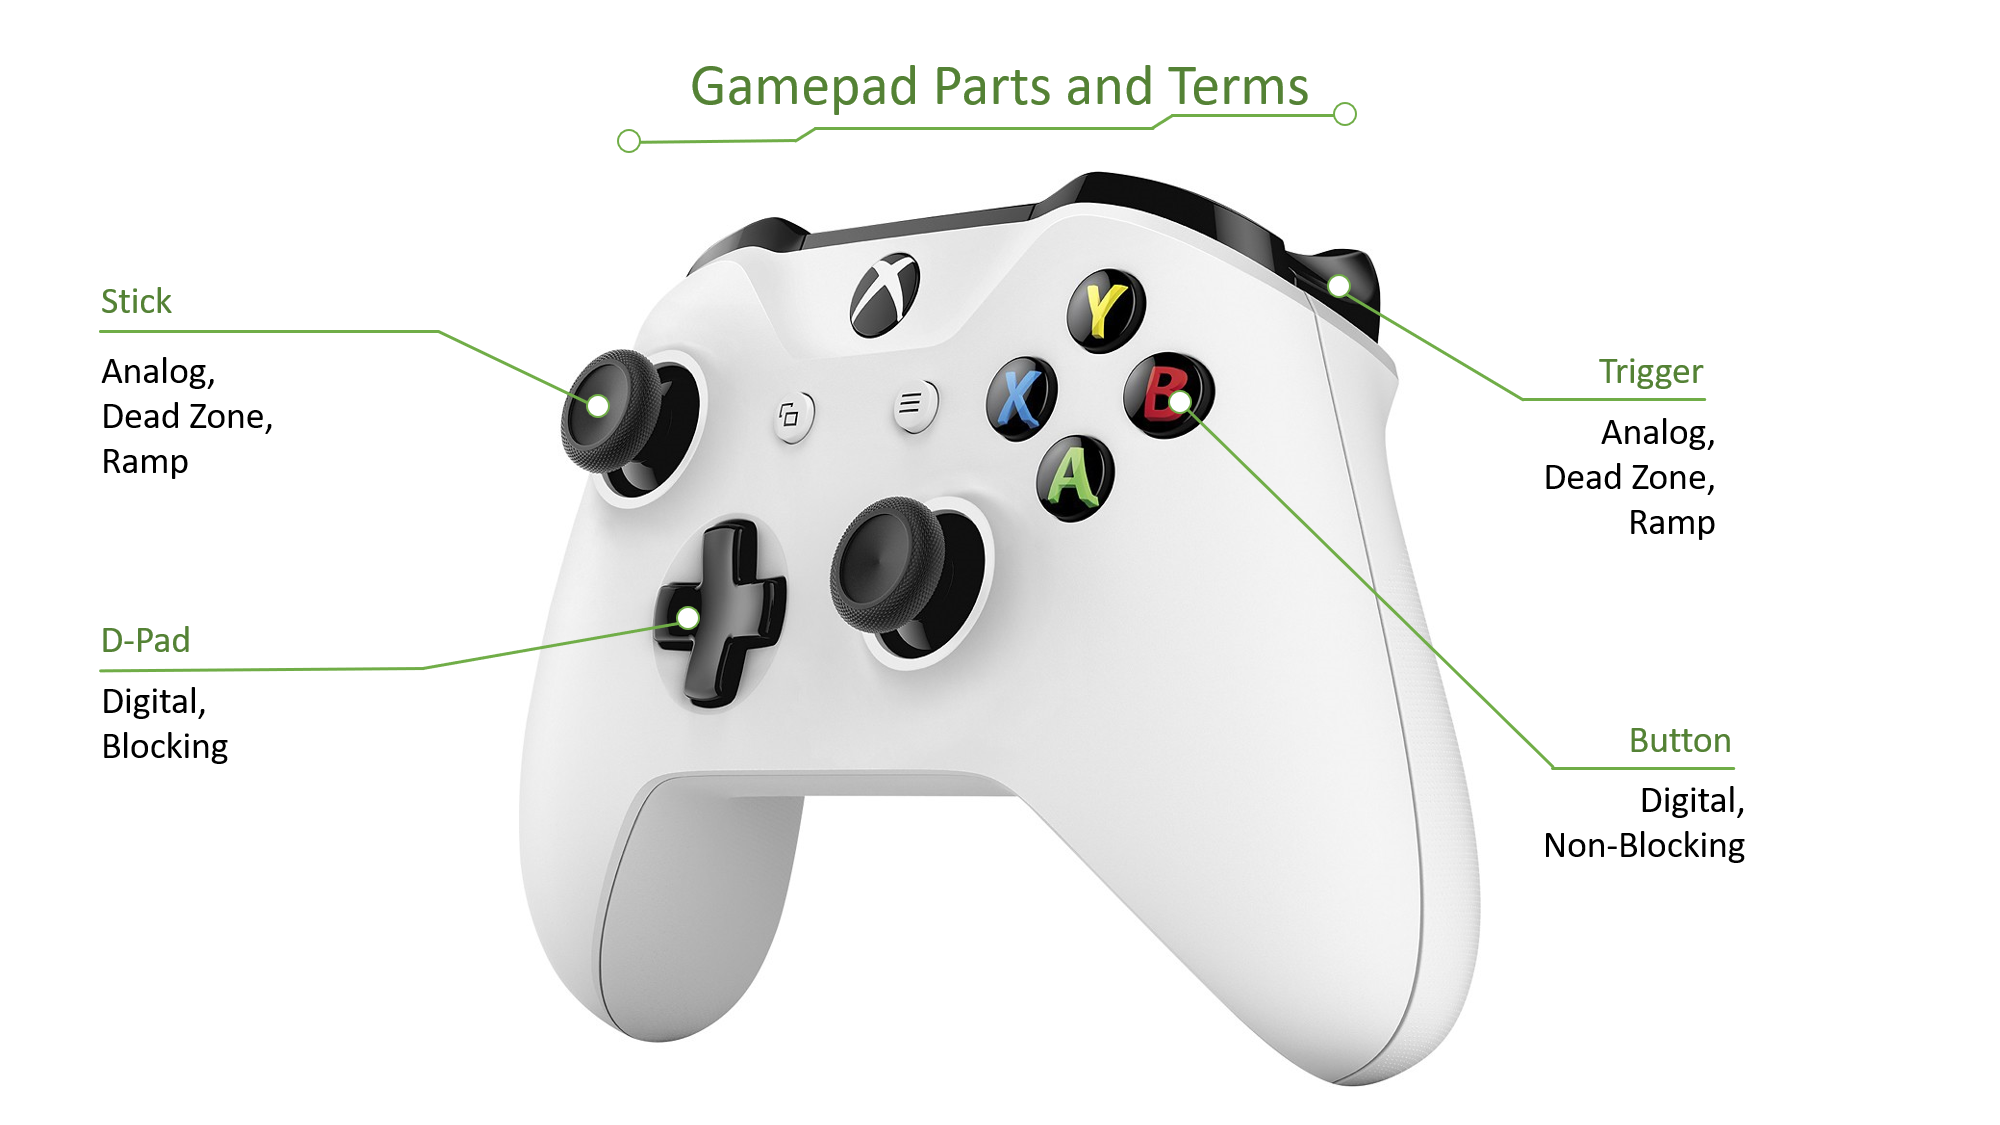 Gamepad Parts and Terms
Stick
Analog,
Dead Zone,
Ramp
D-Pad
Digital,
Blocking
Y
X
B
A
Trigger
Analog,
Dead Zone,
Ramp
Button
Digital,
Non-Blocking